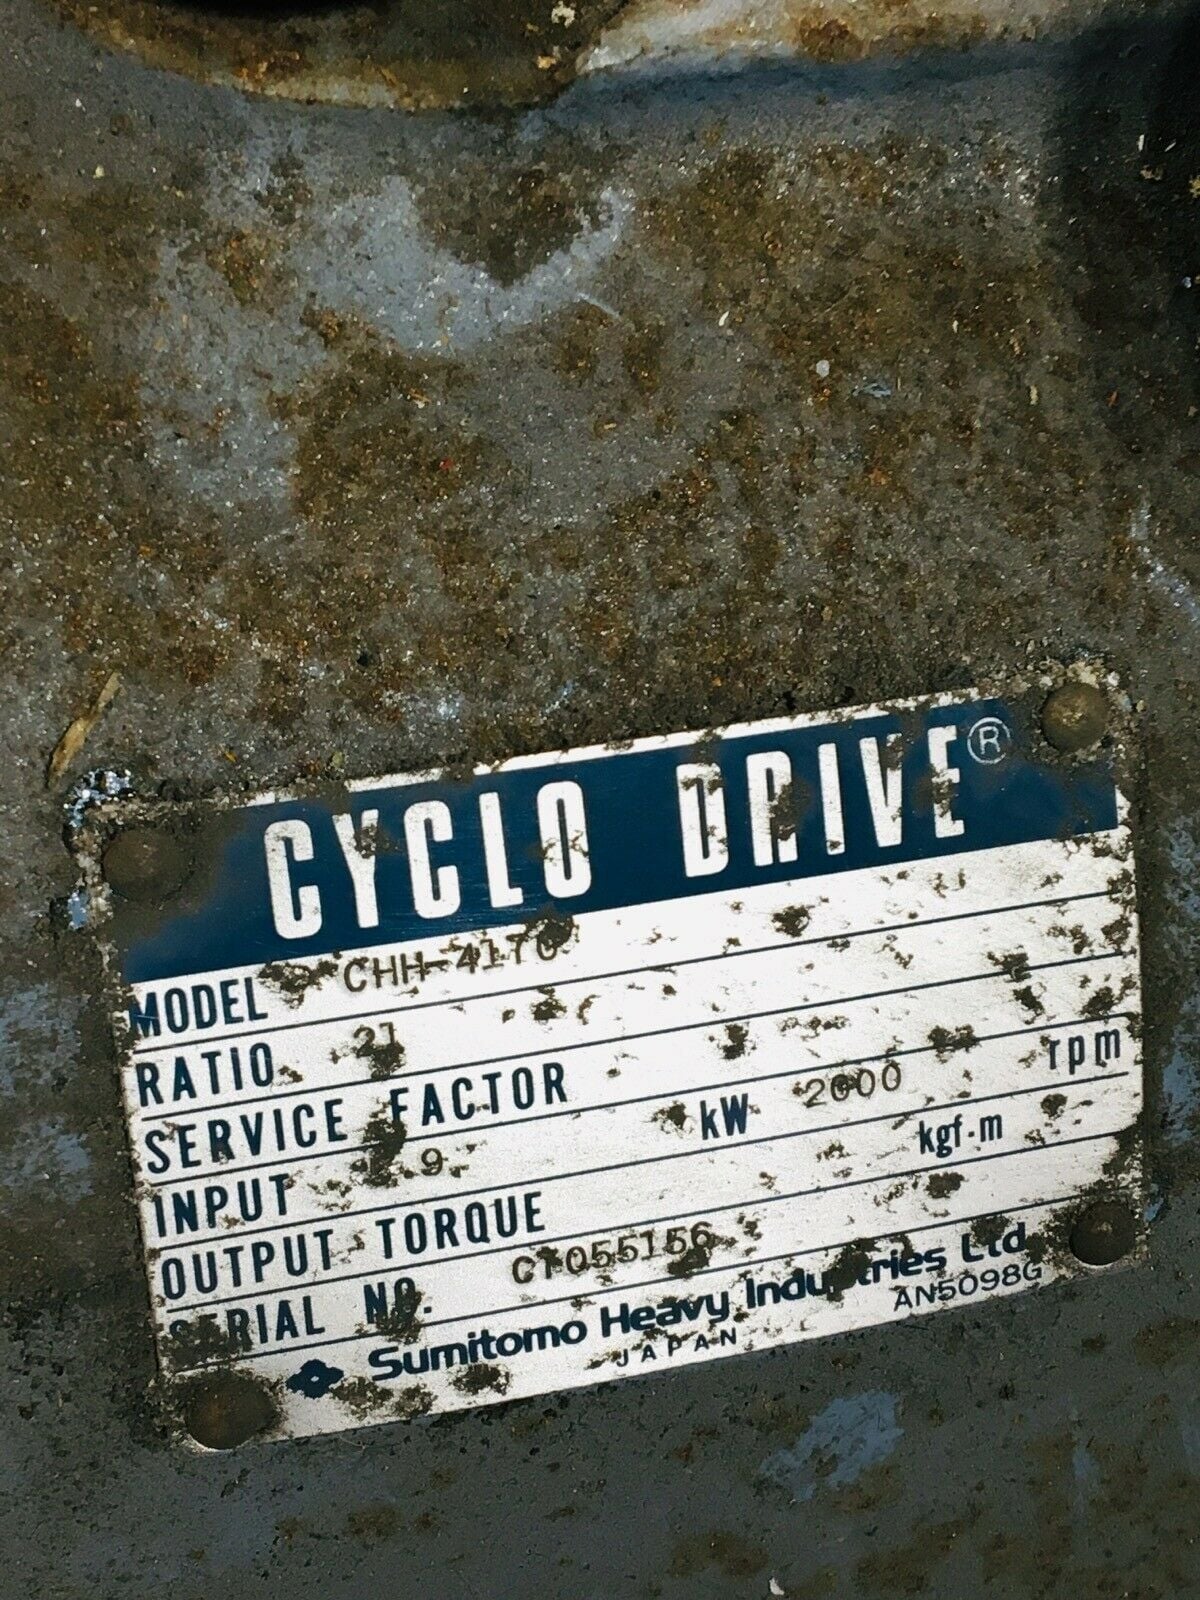 CYCLO DRIVE®
MODEL CHH-4170
RATIO 21
SERVICE FACTOR
INPUT kW 2000 rpm
OUTPUT TORQUE kgf·m
SERIAL NO. CT055156
Sumitomo Heavy Industries Ltd
JAPAN AN5098G